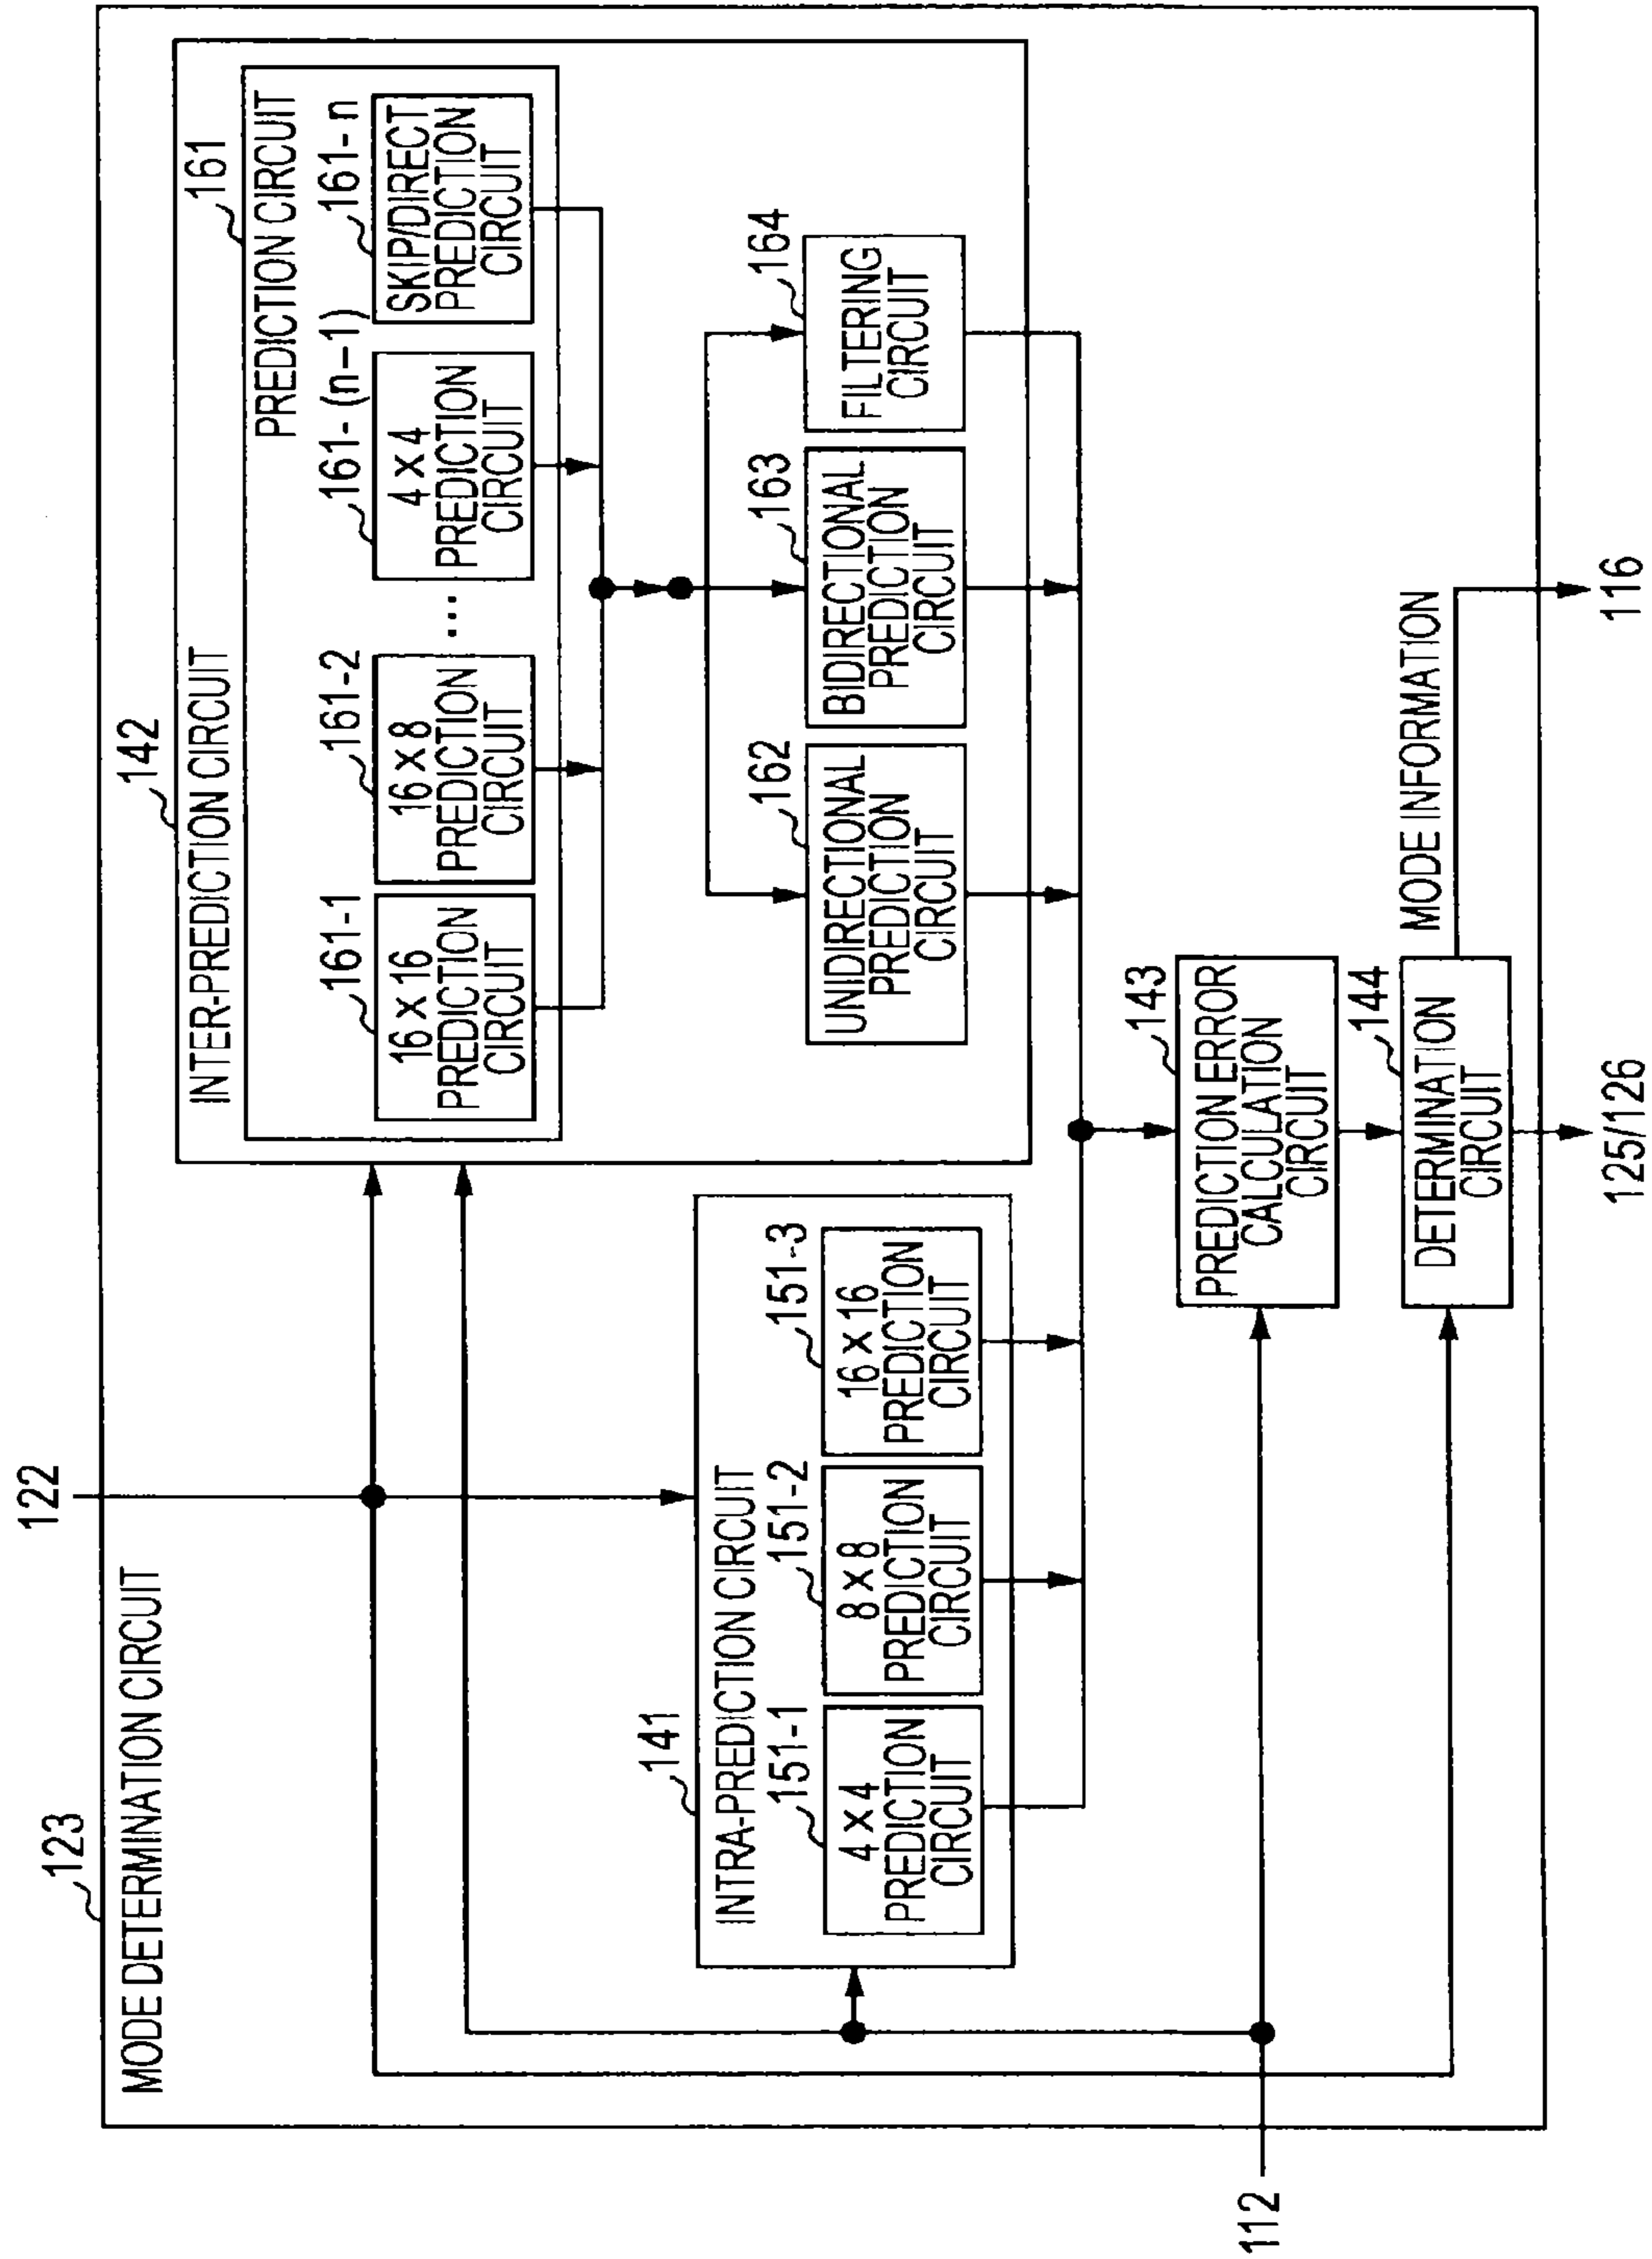 123
MODE DETERMINATION CIRCUIT
122
142
INTER-PREDICTION CIRCUIT
161
PREDICTION CIRCUIT
161-1
16×16
PREDICTION
CIRCUIT
161-2
16×8
PREDICTION
CIRCUIT
...
161-(n-1)
4×4
PREDICTION
CIRCUIT
161-n
SKIP/DIRECT
PREDICTION
CIRCUIT
162
UNIDIRECTIONAL
PREDICTION
CIRCUIT
163
BIDIRECTIONAL
PREDICTION
CIRCUIT
164
FILTERING
CIRCUIT
141
INTRA-PREDICTION CIRCUIT
151-1
4×4
PREDICTION
CIRCUIT
151-2
8×8
PREDICTION
CIRCUIT
151-3
16×16
PREDICTION
CIRCUIT
143
PREDICTION ERROR
CALCULATION
CIRCUIT
144
DETERMINATION
CIRCUIT
MODE INFORMATION
112
125/126
116